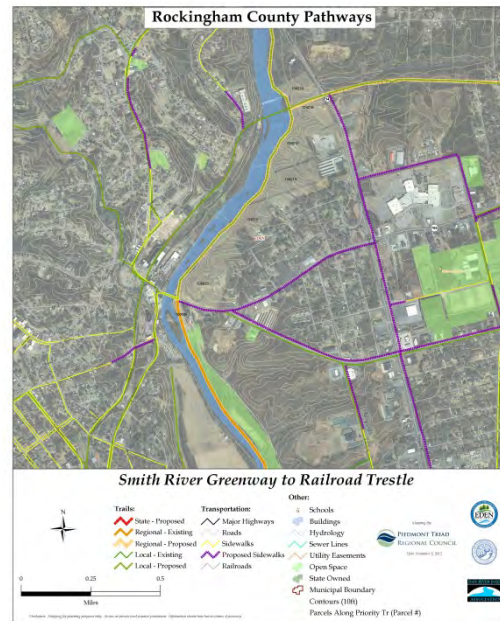 Rockingham County Pathways
Smith River Greenway to Railroad Trestle
N
0
0.25
0.5
Miles
Trails:
State - Proposed
Regional - Existing
Regional - Proposed
Local - Existing
Local - Proposed
Transportation:
Major Highways
Roads
Sidewalks
Proposed Sidewalks
Railroads
Other:
Schools
Buildings
Hydrology
Sewer Lines
Utility Easements
Open Space
State Owned
Municipal Boundary
Contours (10ft)
Parcels Along Priority Tr (Parcel #)
PIEDMONT TRIAD
REGIONAL COUNCIL
EDEN